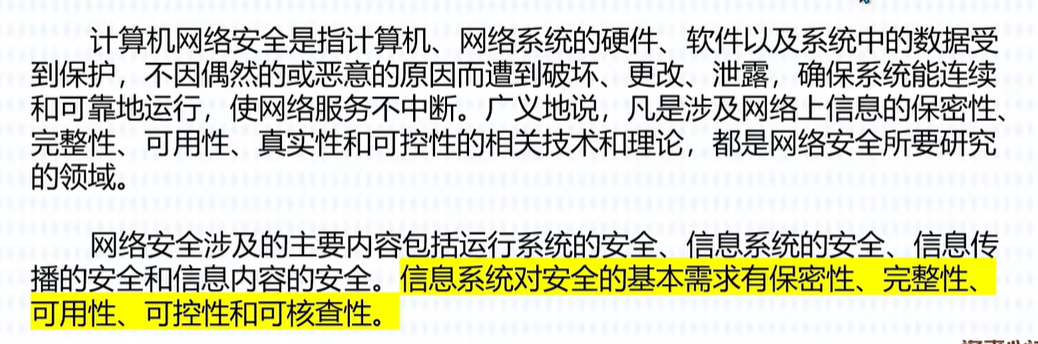 计算机网络安全是指计算机、网络系统的硬件、软件以及系统中的数据受
到保护，不因偶然的或恶意的原因而遭到破坏、更改、泄露，确保系统能连续
和可靠地运行，使网络服务不中断。广义地说，凡是涉及网络上信息的保密性、
完整性、可用性、真实性和可控性的相关技术和理论，都是网络安全所要研究
的领域。
网络安全涉及的主要内容包括运行系统的安全、信息系统的安全、信息传
播的安全和信息内容的安全。信息系统对安全的基本需求有保密性、完整性、
可用性、可控性和可核查性。